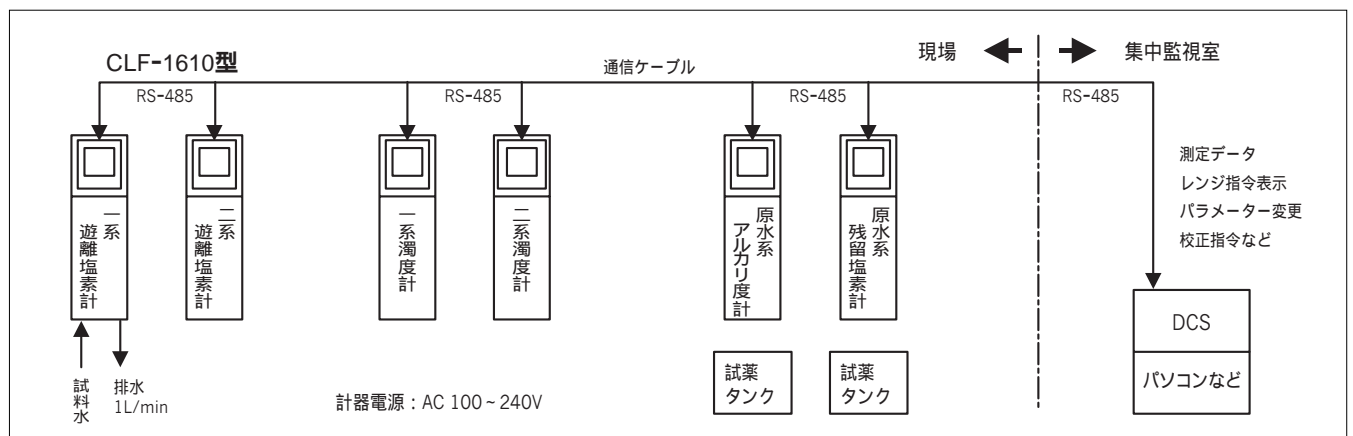 CLF-1610型
通信ケーブル
現場
集中監視室
RS-485
RS-485
RS-485
RS-485
一系
遊離塩素計
二系
遊離塩素計
一系濁度計
二系濁度計
原水系
アルカリ度計
原水系
残留塩素計
測定データ
レンジ指令表示
パラメーター変更
校正指令など
DCS
パソコンなど
試料水
排水
1L/min
計器電源：AC 100～240V
試薬
タンク
試薬
タンク